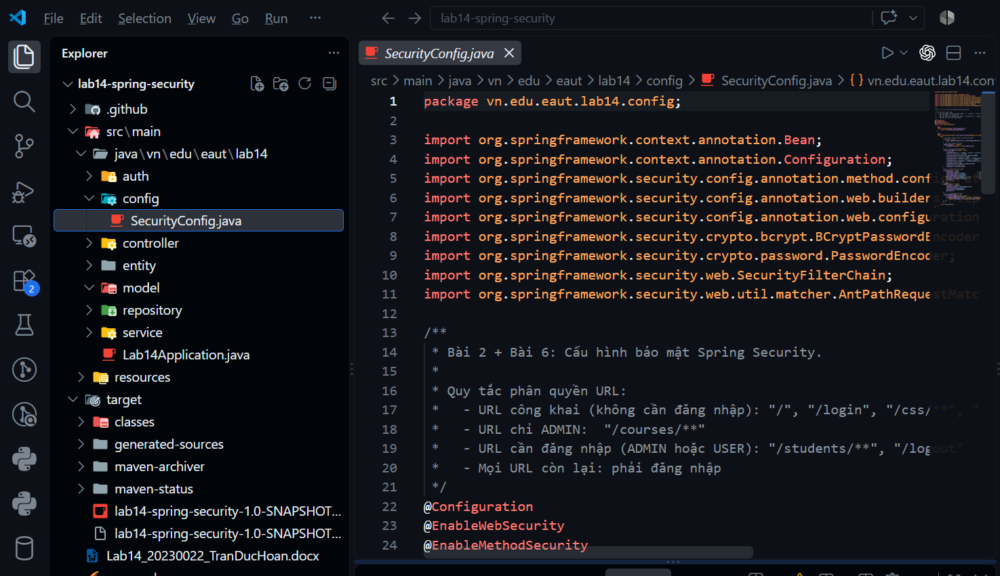 File Edit Selection View Go Run ···
lab14-spring-security
Explorer
lab14-spring-security
.github
src\main
java\vn\edu\eaut\lab14
auth
config
SecurityConfig.java
controller
entity
model
repository
service
Lab14Application.java
resources
target
classes
generated-sources
maven-archiver
maven-status
lab14-spring-security-1.0-SNAPSHOT...
lab14-spring-security-1.0-SNAPSHOT...
Lab14_20230022_TranDucHoan.docx
2
SecurityConfig.java
src > main > java > vn > edu > eaut > lab14 > config > SecurityConfig.java > {} vn.edu.eaut.lab14.con
1 package vn.edu.eaut.lab14.config;
2
3 import org.springframework.context.annotation.Bean;
4 import org.springframework.context.annotation.Configuration;
5 import org.springframework.security.config.annotation.method.conf
6 import org.springframework.security.config.annotation.web.builders
7 import org.springframework.security.config.annotation.web.configuration
8 import org.springframework.security.crypto.bcrypt.BCryptPasswordEncoder
9 import org.springframework.security.crypto.password.PasswordEncoder;
10 import org.springframework.security.web.SecurityFilterChain;
11 import org.springframework.security.web.util.matcher.AntPathRequestMatc
12
13 /**
14 * Bài 2 + Bài 6: Cấu hình bảo mật Spring Security.
15 *
16 * Quy tắc phân quyền URL:
17 *   - URL công khai (không cần đăng nhập): "/", "/login", "/css/**", "
18 *   - URL chỉ ADMIN:  "/courses/**"
19 *   - URL cần đăng nhập (ADMIN hoặc USER): "/students/**", "/logout"
20 *   - Mọi URL còn lại: phải đăng nhập
21 */
22 @Configuration
23 @EnableWebSecurity
24 @EnableMethodSecurity